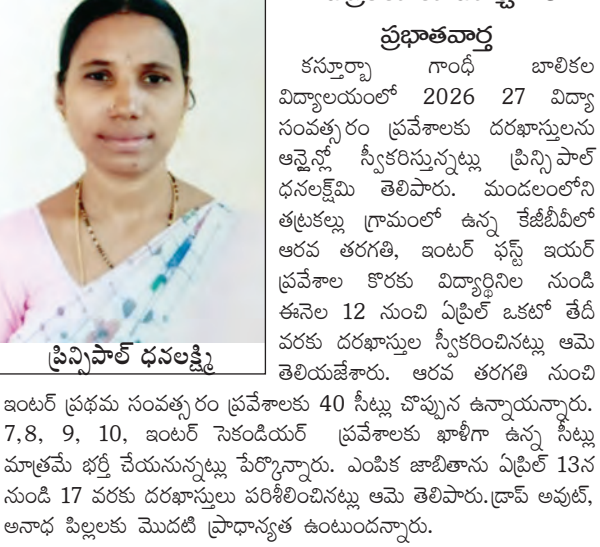 ప్రభాతవార్త
కస్తూర్బా గాంధీ బాలికల
విద్యాలయంలో 2026 27 విద్యా
సంవత్సరం ప్రవేశాలకు దరఖాస్తులను
ఆన్లైన్లో స్వీకరిస్తున్నట్లు ప్రిన్సిపాల్
ధనలక్ష్మి తెలిపారు. మండలంలోని
తట్రకల్లు గ్రామంలో ఉన్న కేజీబీవీలో
ఆరవ తరగతి, ఇంటర్ ఫస్ట్ ఇయర్
ప్రవేశాల కొరకు విద్యార్థినిల నుండి
ఈనెల 12 నుంచి ఏప్రిల్ ఒకటో తేదీ
వరకు దరఖాస్తుల స్వీకరించినట్లు ఆమె
తెలియజేశారు. ఆరవ తరగతి నుంచి
ప్రిన్సిపాల్ ధనలక్ష్మి
ఇంటర్ ప్రథమ సంవత్సరం ప్రవేశాలకు 40 సీట్లు చొప్పున ఉన్నాయన్నారు.
7,8, 9, 10, ఇంటర్ సెకండియర్ ప్రవేశాలకు ఖాళీగా ఉన్న సీట్లు
మాత్రమే భర్తీ చేయనున్నట్లు పేర్కొన్నారు. ఎంపిక జాబితాను ఏప్రిల్ 13న
నుండి 17 వరకు దరఖాస్తులు పరిశీలించినట్లు ఆమె తెలిపారు.డ్రాప్ అవుట్,
అనాధ పిల్లలకు మొదటి ప్రాధాన్యత ఉంటుందన్నారు.